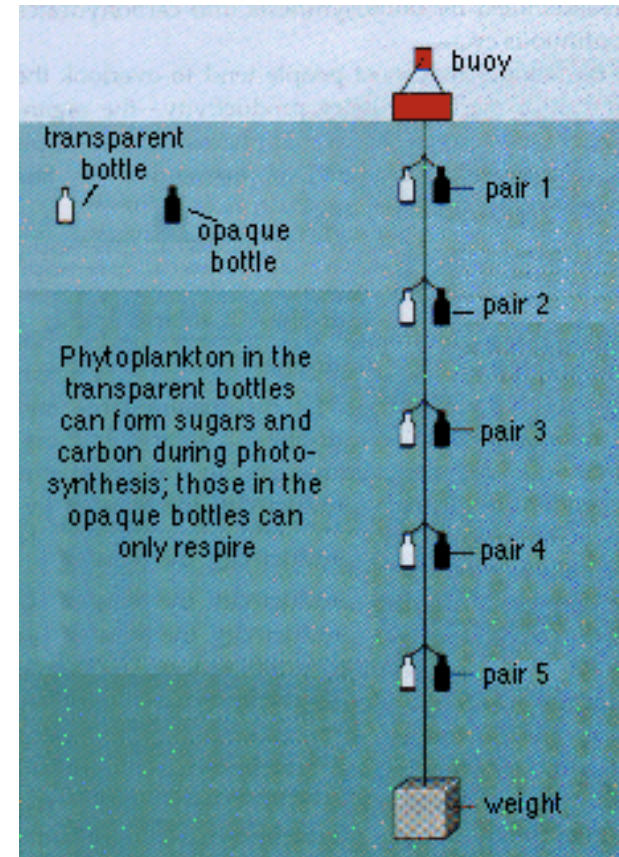 buoy
transparent
bottle
opaque
bottle
pair 1
pair 2
Phytoplankton in the
transparent bottles
can form sugars and
carbon during photo-
synthesis; those in the
opaque bottles can
only respire
pair 3
pair 4
pair 5
weight